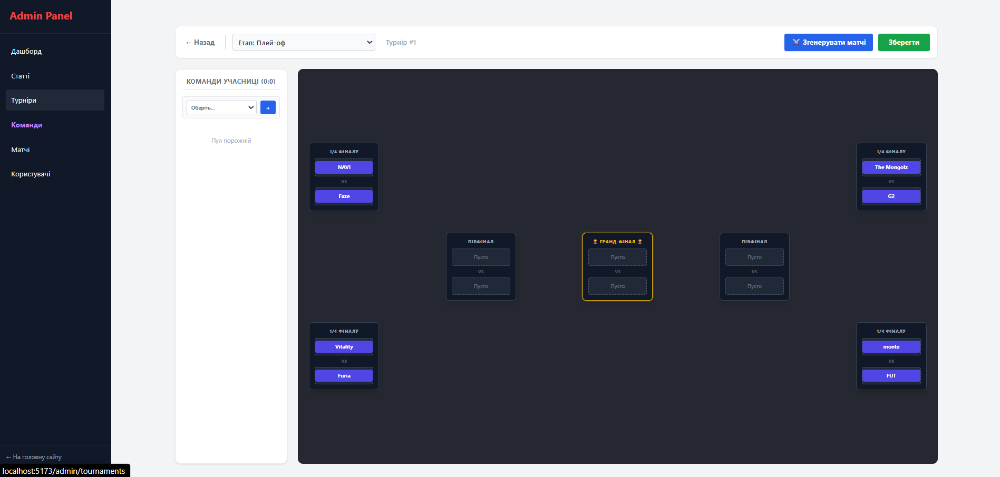 Admin Panel
Дашборд
Статті
Турніри
Команди
Матчі
Користувачі
← На головну сайту
localhost:5173/admin/tournaments
← Назад
Етап: Плей-оф
Турнір #1
⚔️ Згенерувати матчі
Зберегти
КОМАНДИ УЧАСНИЦІ (0:0)
Оберіть...
+
Пул порожній
1/4 ФІНАЛУ
NAVI
VS
Faze
1/4 ФІНАЛУ
Vitality
VS
Furia
ПІВФІНАЛ
Пусто
VS
Пусто
🏆 ГРАНД-ФІНАЛ 🏆
Пусто
VS
Пусто
ПІВФІНАЛ
Пусто
VS
Пусто
1/4 ФІНАЛУ
The Mongolz
VS
G2
1/4 ФІНАЛУ
monte
VS
FUT